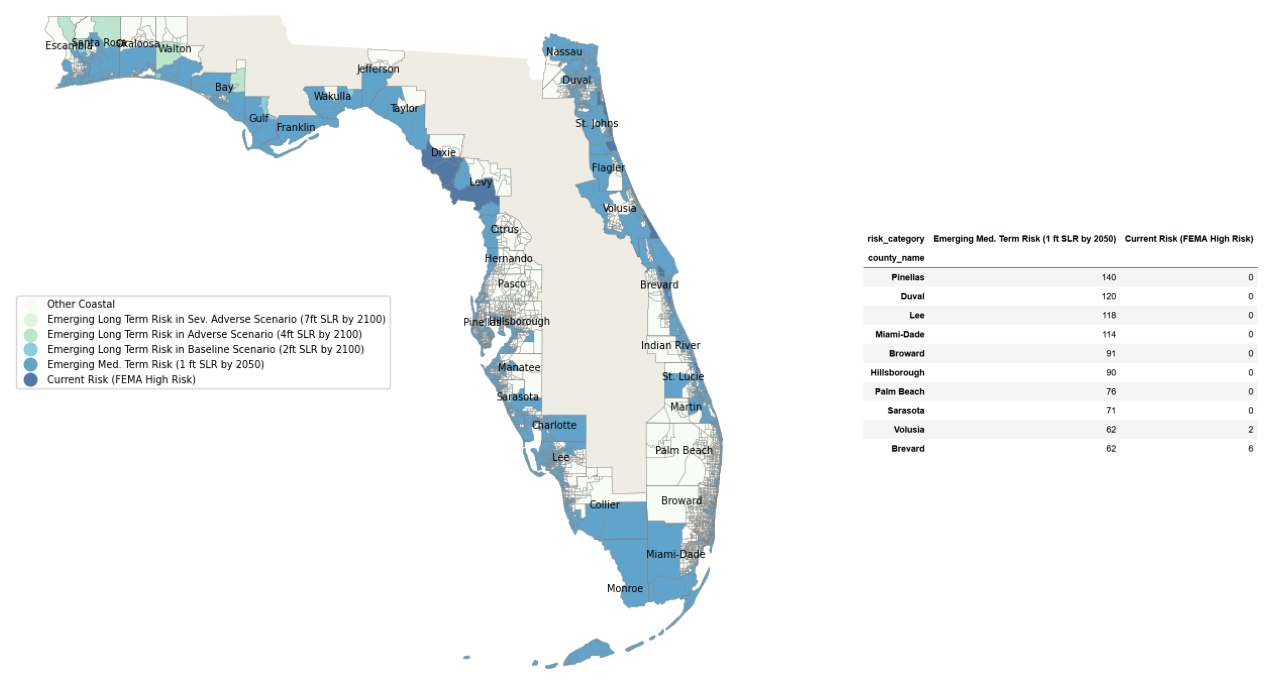 Escambia
Santa Rosa
Okaloosa
Walton
Bay
Gulf
Franklin
Wakulla
Jefferson
Taylor
Dixie
Levy
Nassau
Duval
St. Johns
Flagler
Volusia
Citrus
Hernando
Pasco
Pinellas
Hillsborough
Brevard
Indian River
Manatee
St. Lucie
Sarasota
Martin
Charlotte
Lee
Palm Beach
Collier
Broward
Miami-Dade
Monroe
Other Coastal
Emerging Long Term Risk in Sev. Adverse Scenario (7ft SLR by 2100)
Emerging Long Term Risk in Adverse Scenario (4ft SLR by 2100)
Emerging Long Term Risk in Baseline Scenario (2ft SLR by 2100)
Emerging Med. Term Risk (1 ft SLR by 2050)
Current Risk (FEMA High Risk)
risk_category Emerging Med. Term Risk (1 ft SLR by 2050) Current Risk (FEMA High Risk)
county_name
Pinellas 140 0
Duval 120 0
Lee 118 0
Miami-Dade 114 0
Broward 91 0
Hillsborough 90 0
Palm Beach 76 0
Sarasota 71 0
Volusia 62 2
Brevard 62 6